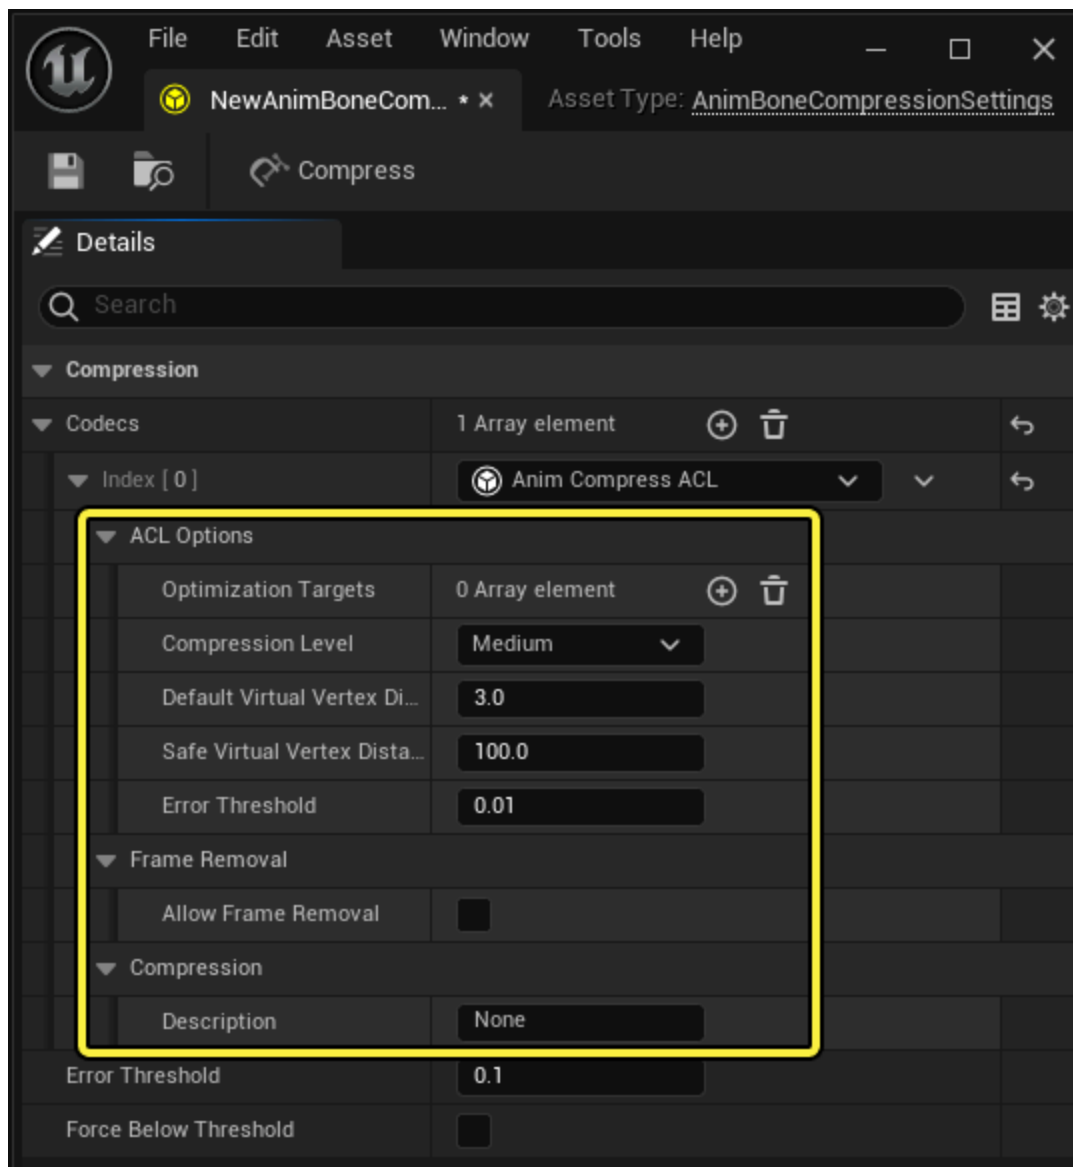 File Edit Asset Window Tools Help
NewAnimBoneCom... * Asset Type: AnimBoneCompressionSettings
Compress
Details
Search
Compression
Codecs 1 Array element
Index [ 0 ] Anim Compress ACL
ACL Options
Optimization Targets 0 Array element
Compression Level Medium
Default Virtual Vertex Di... 3.0
Safe Virtual Vertex Dista... 100.0
Error Threshold 0.01
Frame Removal
Allow Frame Removal
Compression
Description None
Error Threshold 0.1
Force Below Threshold